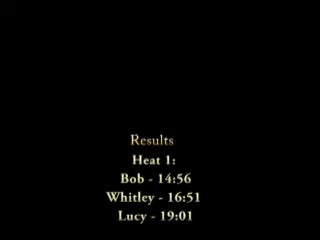 Results
Heat 1:
Bob - 14:56
Whitley - 16:51
Lucy - 19:01